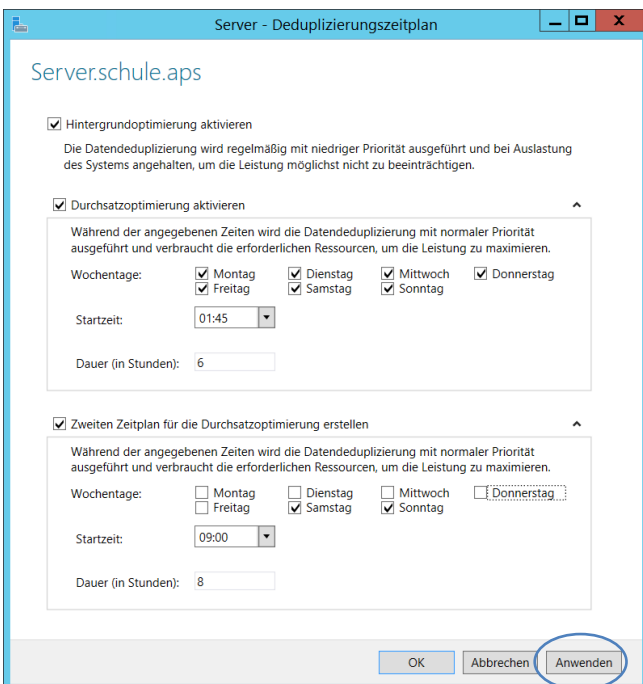 Server - Deduplizierungszeitplan
Server.schule.aps
Hintergrundoptimierung aktivieren
Die Datendeduplizierung wird regelmäßig mit niedriger Priorität ausgeführt und bei Auslastung
des Systems angehalten, um die Leistung möglichst nicht zu beeinträchtigen.
Durchsatzoptimierung aktivieren
Während der angegebenen Zeiten wird die Datendeduplizierung mit normaler Priorität
ausgeführt und verbraucht die erforderlichen Ressourcen, um die Leistung zu maximieren.
Wochentage: Montag Dienstag Mittwoch Donnerstag
Freitag Samstag Sonntag
Startzeit: 01:45
Dauer (in Stunden): 6
Zweiten Zeitplan für die Durchsatzoptimierung erstellen
Während der angegebenen Zeiten wird die Datendeduplizierung mit normaler Priorität
ausgeführt und verbraucht die erforderlichen Ressourcen, um die Leistung zu maximieren.
Wochentage: Montag Dienstag Mittwoch Donnerstag
Freitag Samstag Sonntag
Startzeit: 09:00
Dauer (in Stunden): 8
OK Abbrechen Anwenden